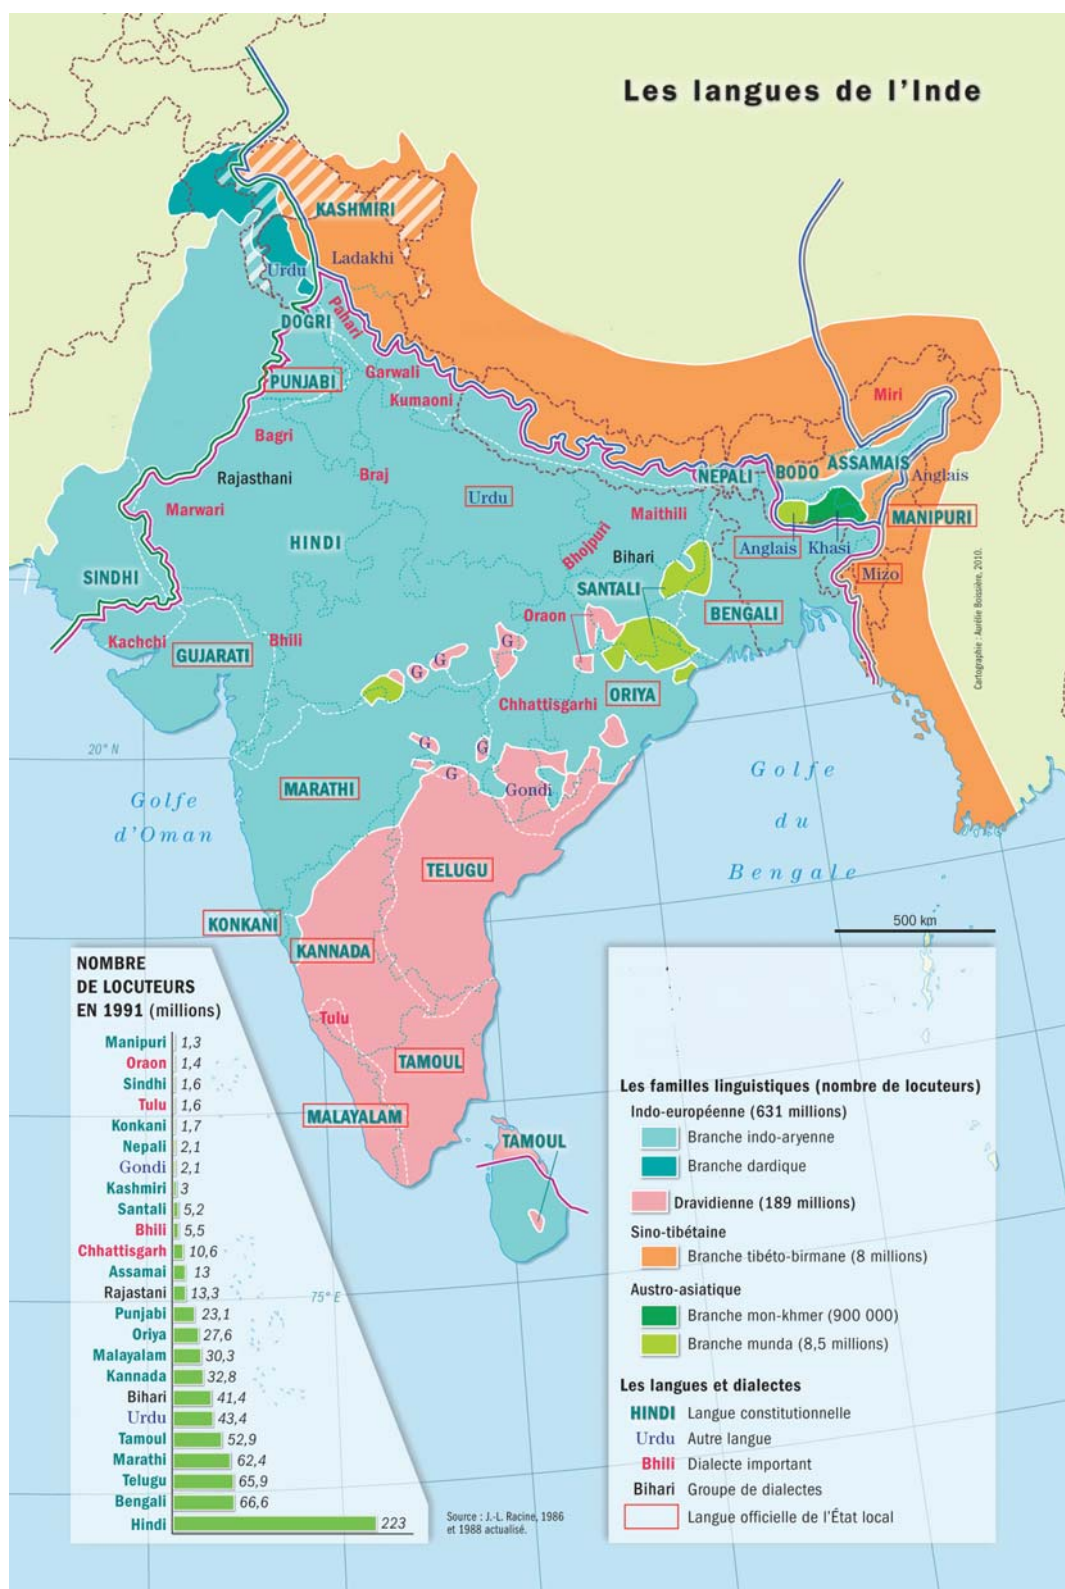 Les langues de l'Inde
KASHMIRI
Ladakhi
Urdu
DOGRI
Pahari
PUNJABI
Garwali
Kumaoni
Bagri
Rajasthani
Braj
Marwari
Urdu
HINDI
SINDHI
Kachchi
GUJARATI
Bhili
Maithili
Bhojpuri
Bihari
SANTALI
Oraon
NEPALI
BODO
ASSAMAIS
Miri
Anglais
MANIPURI
Anglais
Khasi
Mizo
BENGALI
G
G
G
Chhattisgarhi
ORIYA
G
G
G
Gondi
MARATHI
TELUGU
KONKANI
KANNADA
Tulu
TAMOUL
MALAYALAM
TAMOUL
20° N
75° E
Golfe
d'Oman
Golfe
du
Bengale
500 km
Cartographie : Aurélie Boissière, 2010.
NOMBRE
DE LOCUTEURS
EN 1991 (millions)
Manipuri 1,3
Oraon 1,4
Sindhi 1,6
Tulu 1,6
Konkani 1,7
Nepali 2,1
Gondi 2,1
Kashmiri 3
Santali 5,2
Bhili 5,5
Chhattisgarh 10,6
Assamai 13
Rajastani 13,3
Punjabi 23,1
Oriya 27,6
Malayalam 30,3
Kannada 32,8
Bihari 41,4
Urdu 43,4
Tamoul 52,9
Marathi 62,4
Telugu 65,9
Bengali 66,6
Hindi 223
Source : J.-L. Racine, 1986
et 1988 actualisé.
Les familles linguistiques (nombre de locuteurs)
Indo-européenne (631 millions)
Branche indo-aryenne
Branche dardique
Dravidienne (189 millions)
Sino-tibétaine
Branche tibéto-birmane (8 millions)
Austro-asiatique
Branche mon-khmer (900 000)
Branche munda (8,5 millions)
Les langues et dialectes
HINDI Langue constitutionnelle
Urdu Autre langue
Bhili Dialecte important
Bihari Groupe de dialectes
Langue officielle de l'État local